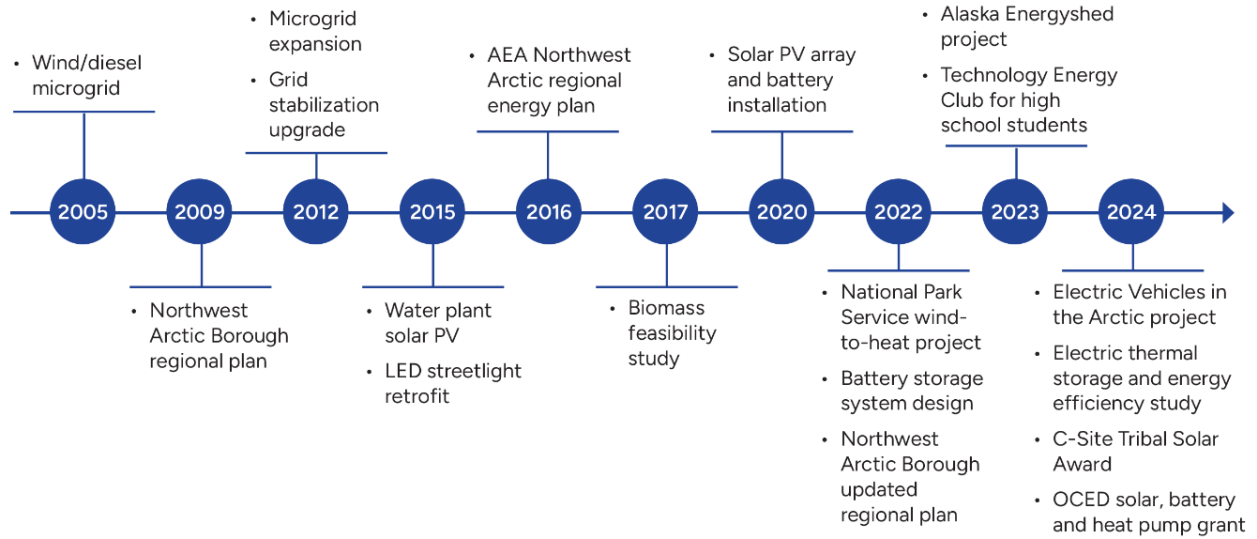 • Wind/diesel
microgrid
2005
2009
• Northwest
Arctic Borough
regional plan
• Microgrid
expansion
• Grid
stabilization
upgrade
2012
2015
• Water plant
solar PV
• LED streetlight
retrofit
• AEA Northwest
Arctic regional
energy plan
2016
2017
• Biomass
feasibility
study
• Solar PV array
and battery
installation
2020
2022
• National Park
Service wind-
to-heat project
• Battery storage
system design
• Northwest
Arctic Borough
updated
regional plan
• Alaska Energyshed
project
• Technology Energy
Club for high
school students
2023
2024
• Electric Vehicles in
the Arctic project
• Electric thermal
storage and energy
efficiency study
• C-Site Tribal Solar
Award
• OCED solar, battery
and heat pump grant